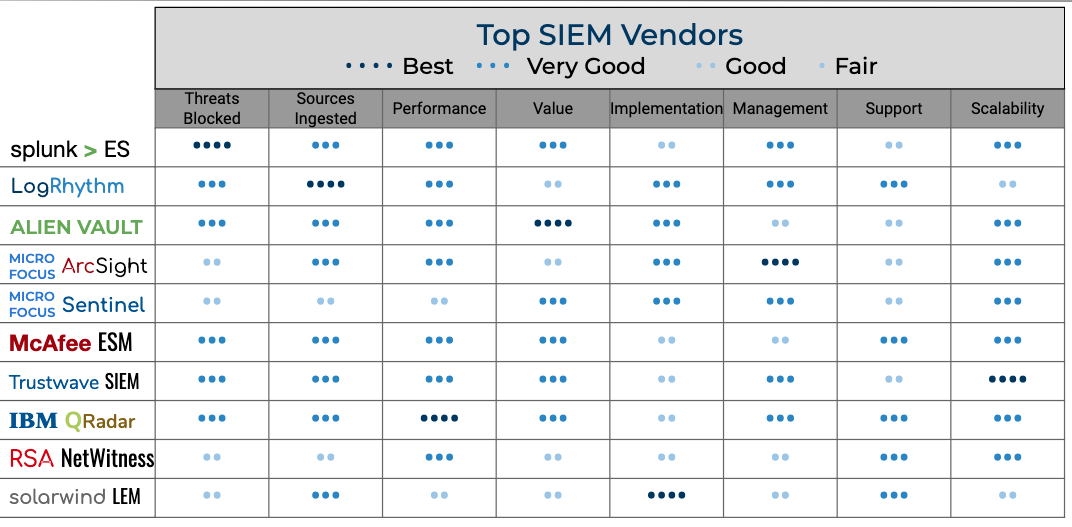 Top SIEM Vendors
Best Very Good Good Fair
Threats Blocked Sources Ingested Performance Value Implementation Management Support Scalability
splunk > ES
LogRhythm
ALIEN VAULT
MICRO FOCUS ArcSight
MICRO FOCUS Sentinel
McAfee ESM
Trustwave SIEM
IBM QRadar
RSA NetWitness
solarwind LEM